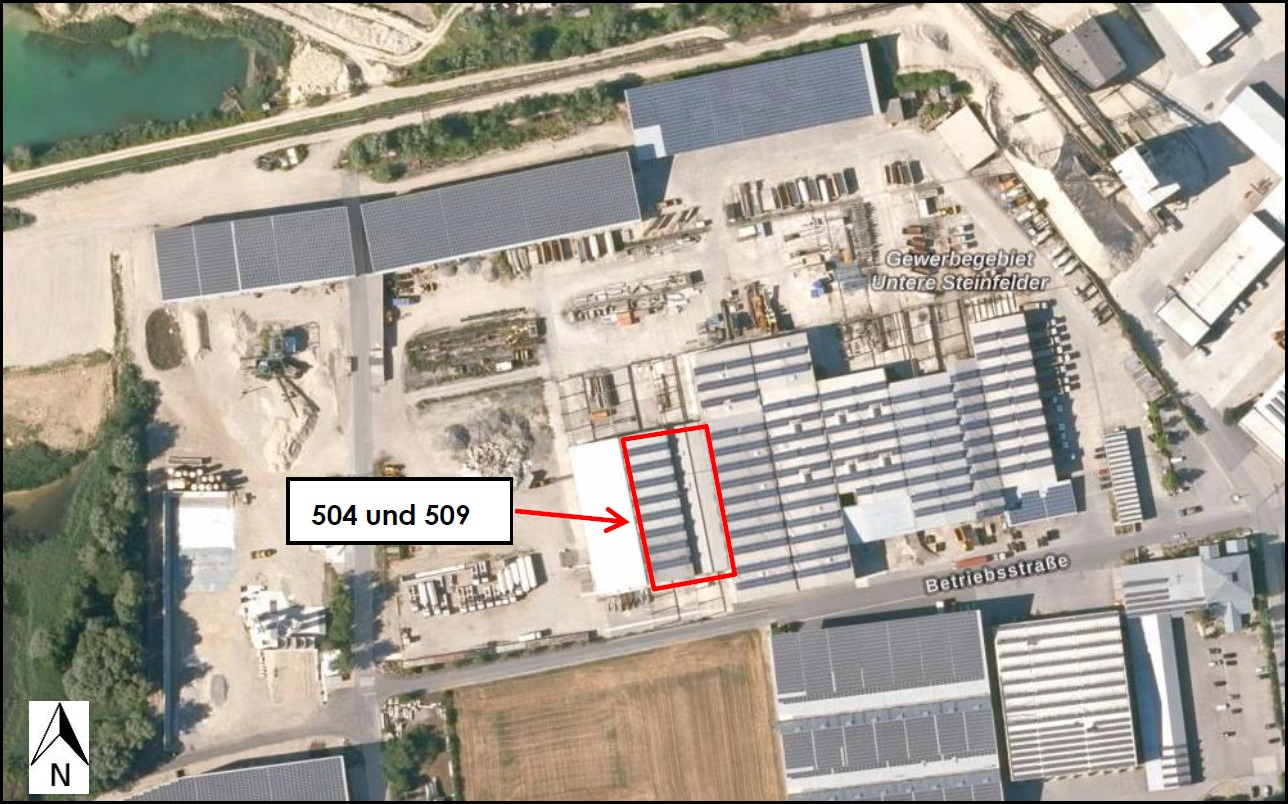 Gewerbegebiet
Untere Steinfelder
504 und 509
Betriebsstraße
N